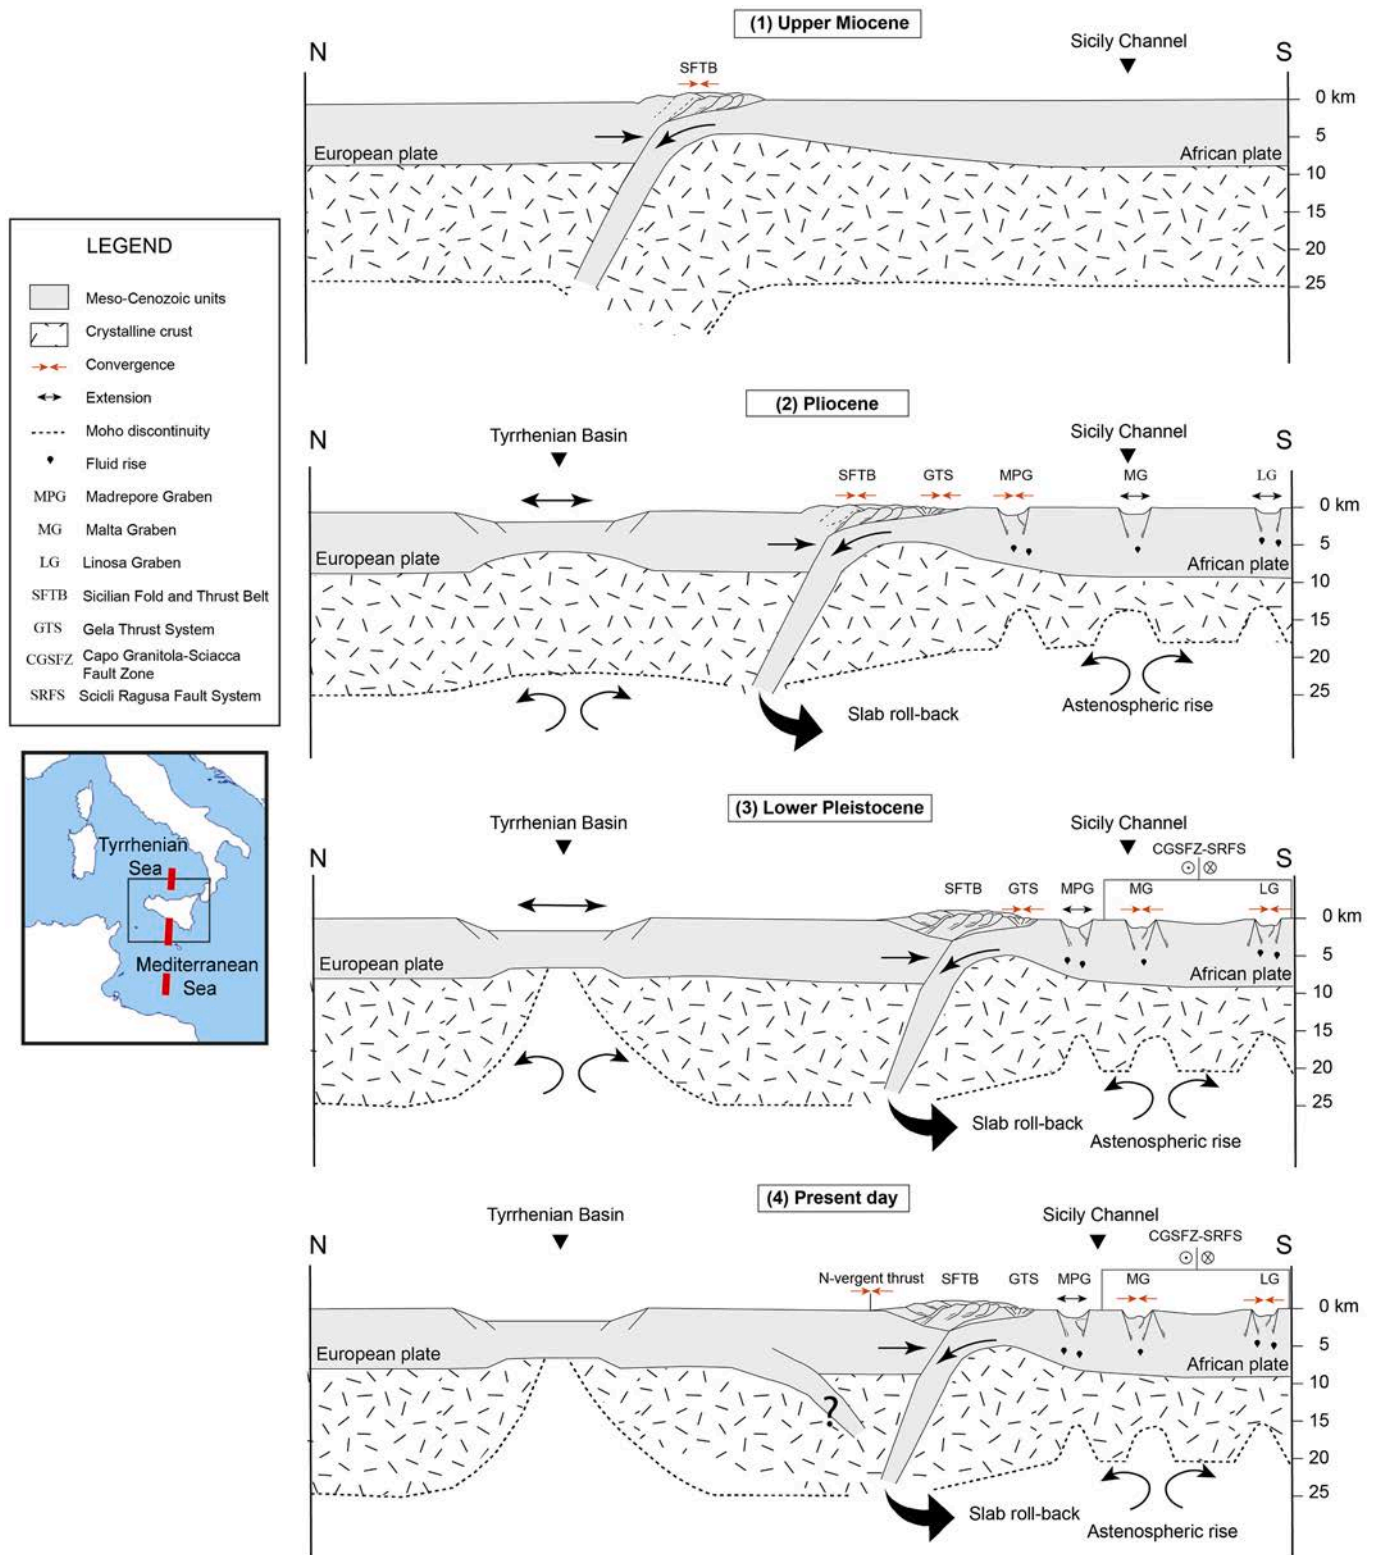 (1) Upper Miocene
N
Sicily Channel
S
SFTB
0 km
5
European plate
African plate
10
15
20
25
LEGEND
Meso-Cenozoic units
Crystalline crust
Convergence
Extension
Moho discontinuity
Fluid rise
MPG Madrepore Graben
MG Malta Graben
LG Linosa Graben
SFTB Sicilian Fold and Thrust Belt
GTS Gela Thrust System
CGSFZ Capo Granitola-Sciacca
Fault Zone
SRFS Scicli Ragusa Fault System
Tyrrhenian
Sea
Mediterranean
Sea
(2) Pliocene
N
Tyrrhenian Basin
Sicily Channel
S
SFTB GTS MPG MG LG
0 km
5
European plate
African plate
10
15
20
25
Slab roll-back
Astenospheric rise
(3) Lower Pleistocene
N
Tyrrhenian Basin
Sicily Channel
S
CGSFZ-SRFS
SFTB GTS MPG MG LG
0 km
5
European plate
African plate
10
15
20
25
Slab roll-back
Astenospheric rise
(4) Present day
N
Tyrrhenian Basin
Sicily Channel
S
CGSFZ-SRFS
N-vergent thrust SFTB GTS MPG MG LG
0 km
5
European plate
African plate
10
?
15
20
25
Slab roll-back
Astenospheric rise